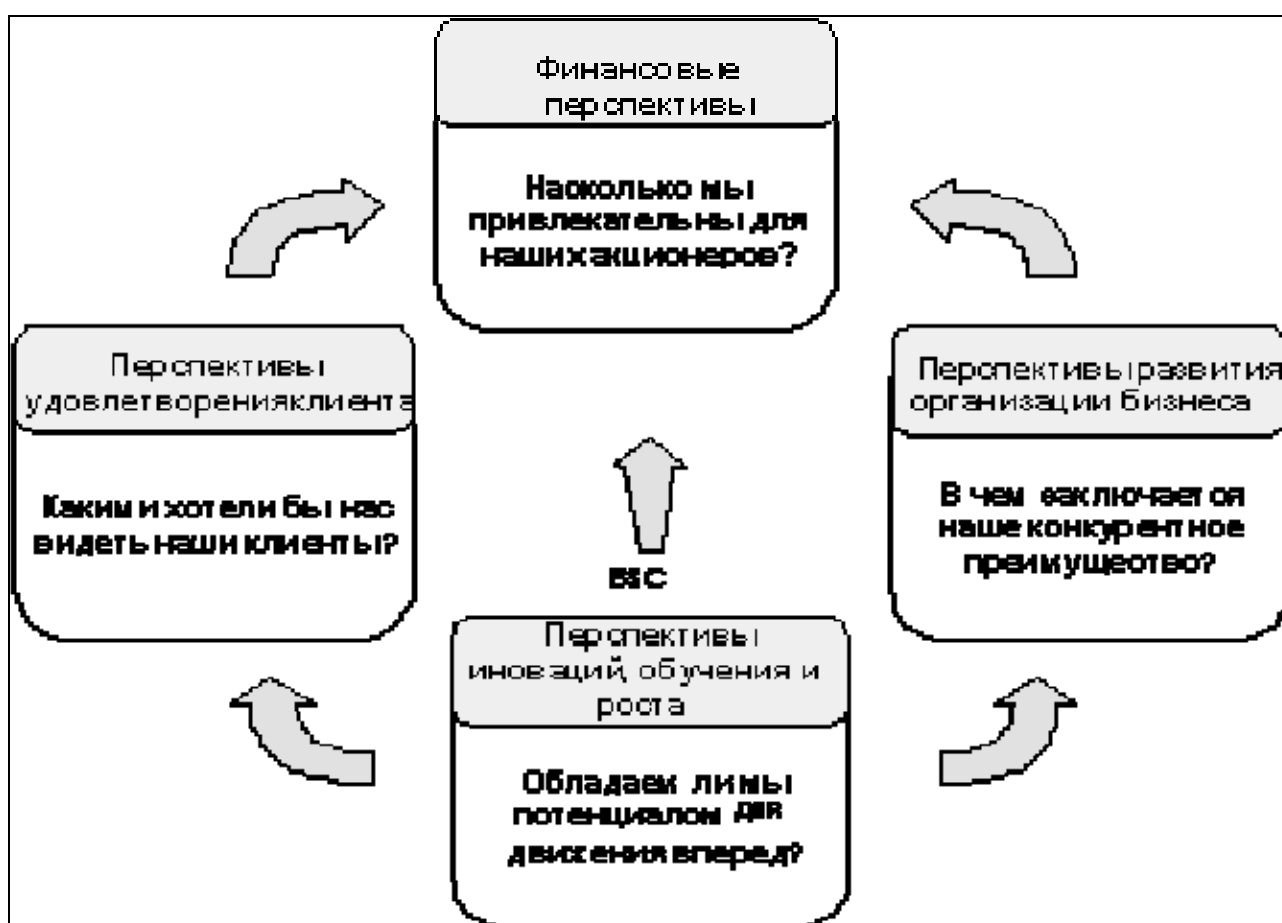 Финансовые
перспективы
Насколько мы
привлекательны для
наших акционеров?
Перспективы
удовлетворения клиента
Каким и хотели бы нас
видеть наши клиенты?
Перспективы развития
организации бизнеса
В чем заключается
наше конкурентное
преимущество?
BSC
Перспективы
иноваций, обучения и
роста
Обладаем ли мы
потенциалом для
движения вперед?